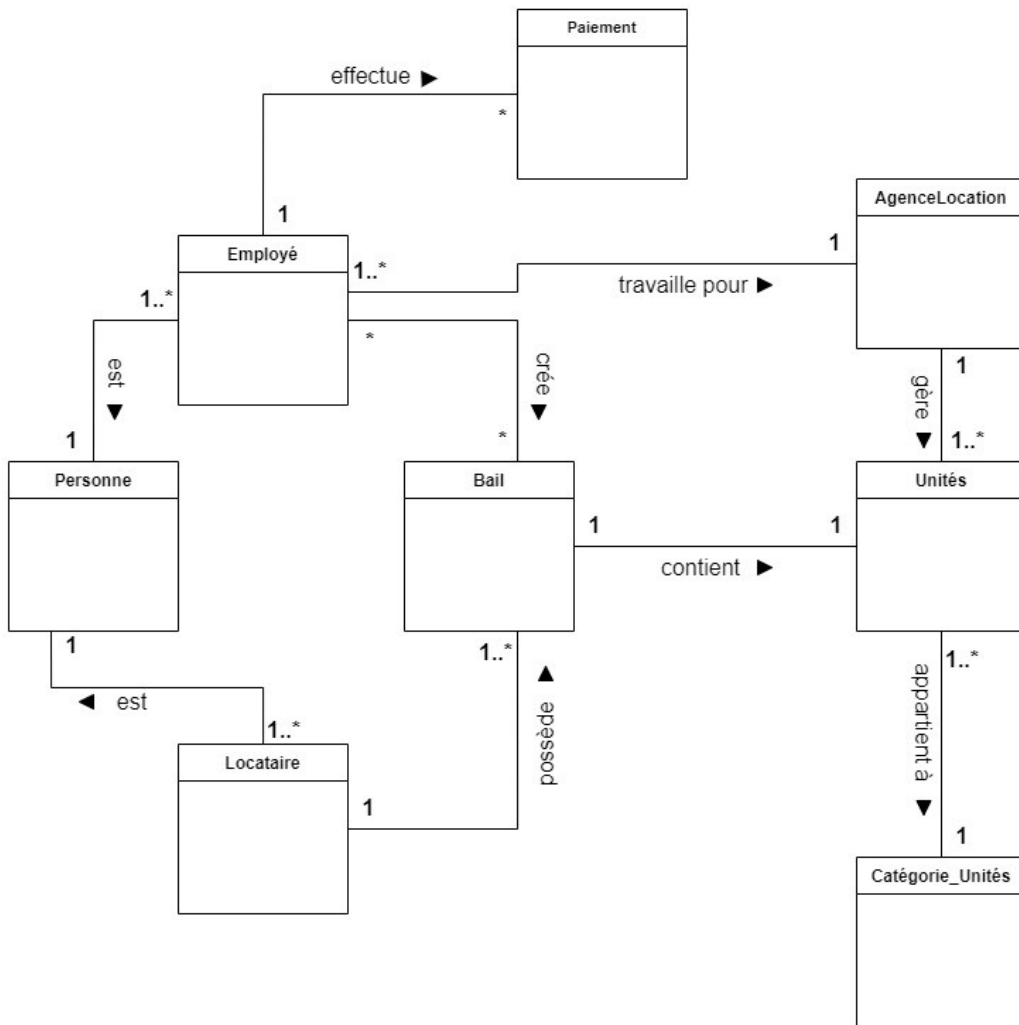 Paiement
effectue ►
*
1
AgenceLocation
Employé
1..*
1
travaille pour ►
1..*
*
est ►
crée ►
1
gère ►
1
*
1..*
Personne
Bail
Unités
1
1
contient ►
1
1..*
1..*
◄ est
possède ►
appartient à ►
1..*
Locataire
1
1
Catégorie_Unités